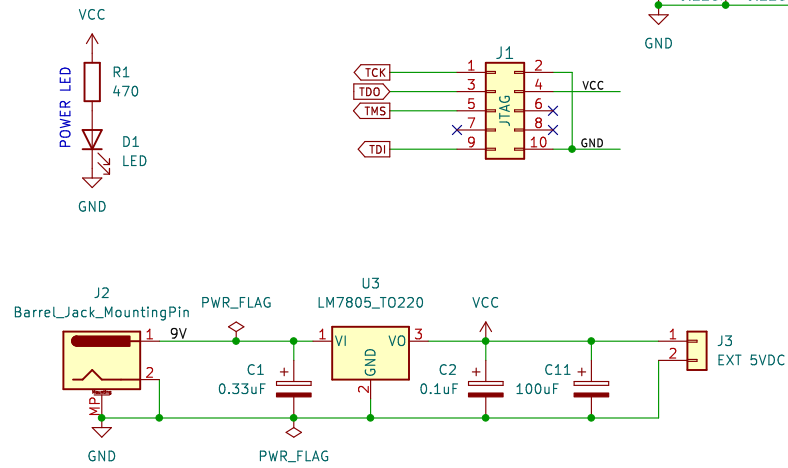 VCC
GND
R1
470
POWER LED
D1
LED
GND
J1
TCK
1
2
TDO
3
4
VCC
TMS
5
6
JTAG
7
8
TDI
9
10
GND
J2
Barrel_Jack_MountingPin
1
9V
2
MP
GND
PWR_FLAG
U3
LM7805_TO220
1
VI
VO
3
GND
2
C1
0.33uF
+
PWR_FLAG
VCC
C2
0.1uF
+
C11
100uF
+
1
2
J3
EXT 5VDC